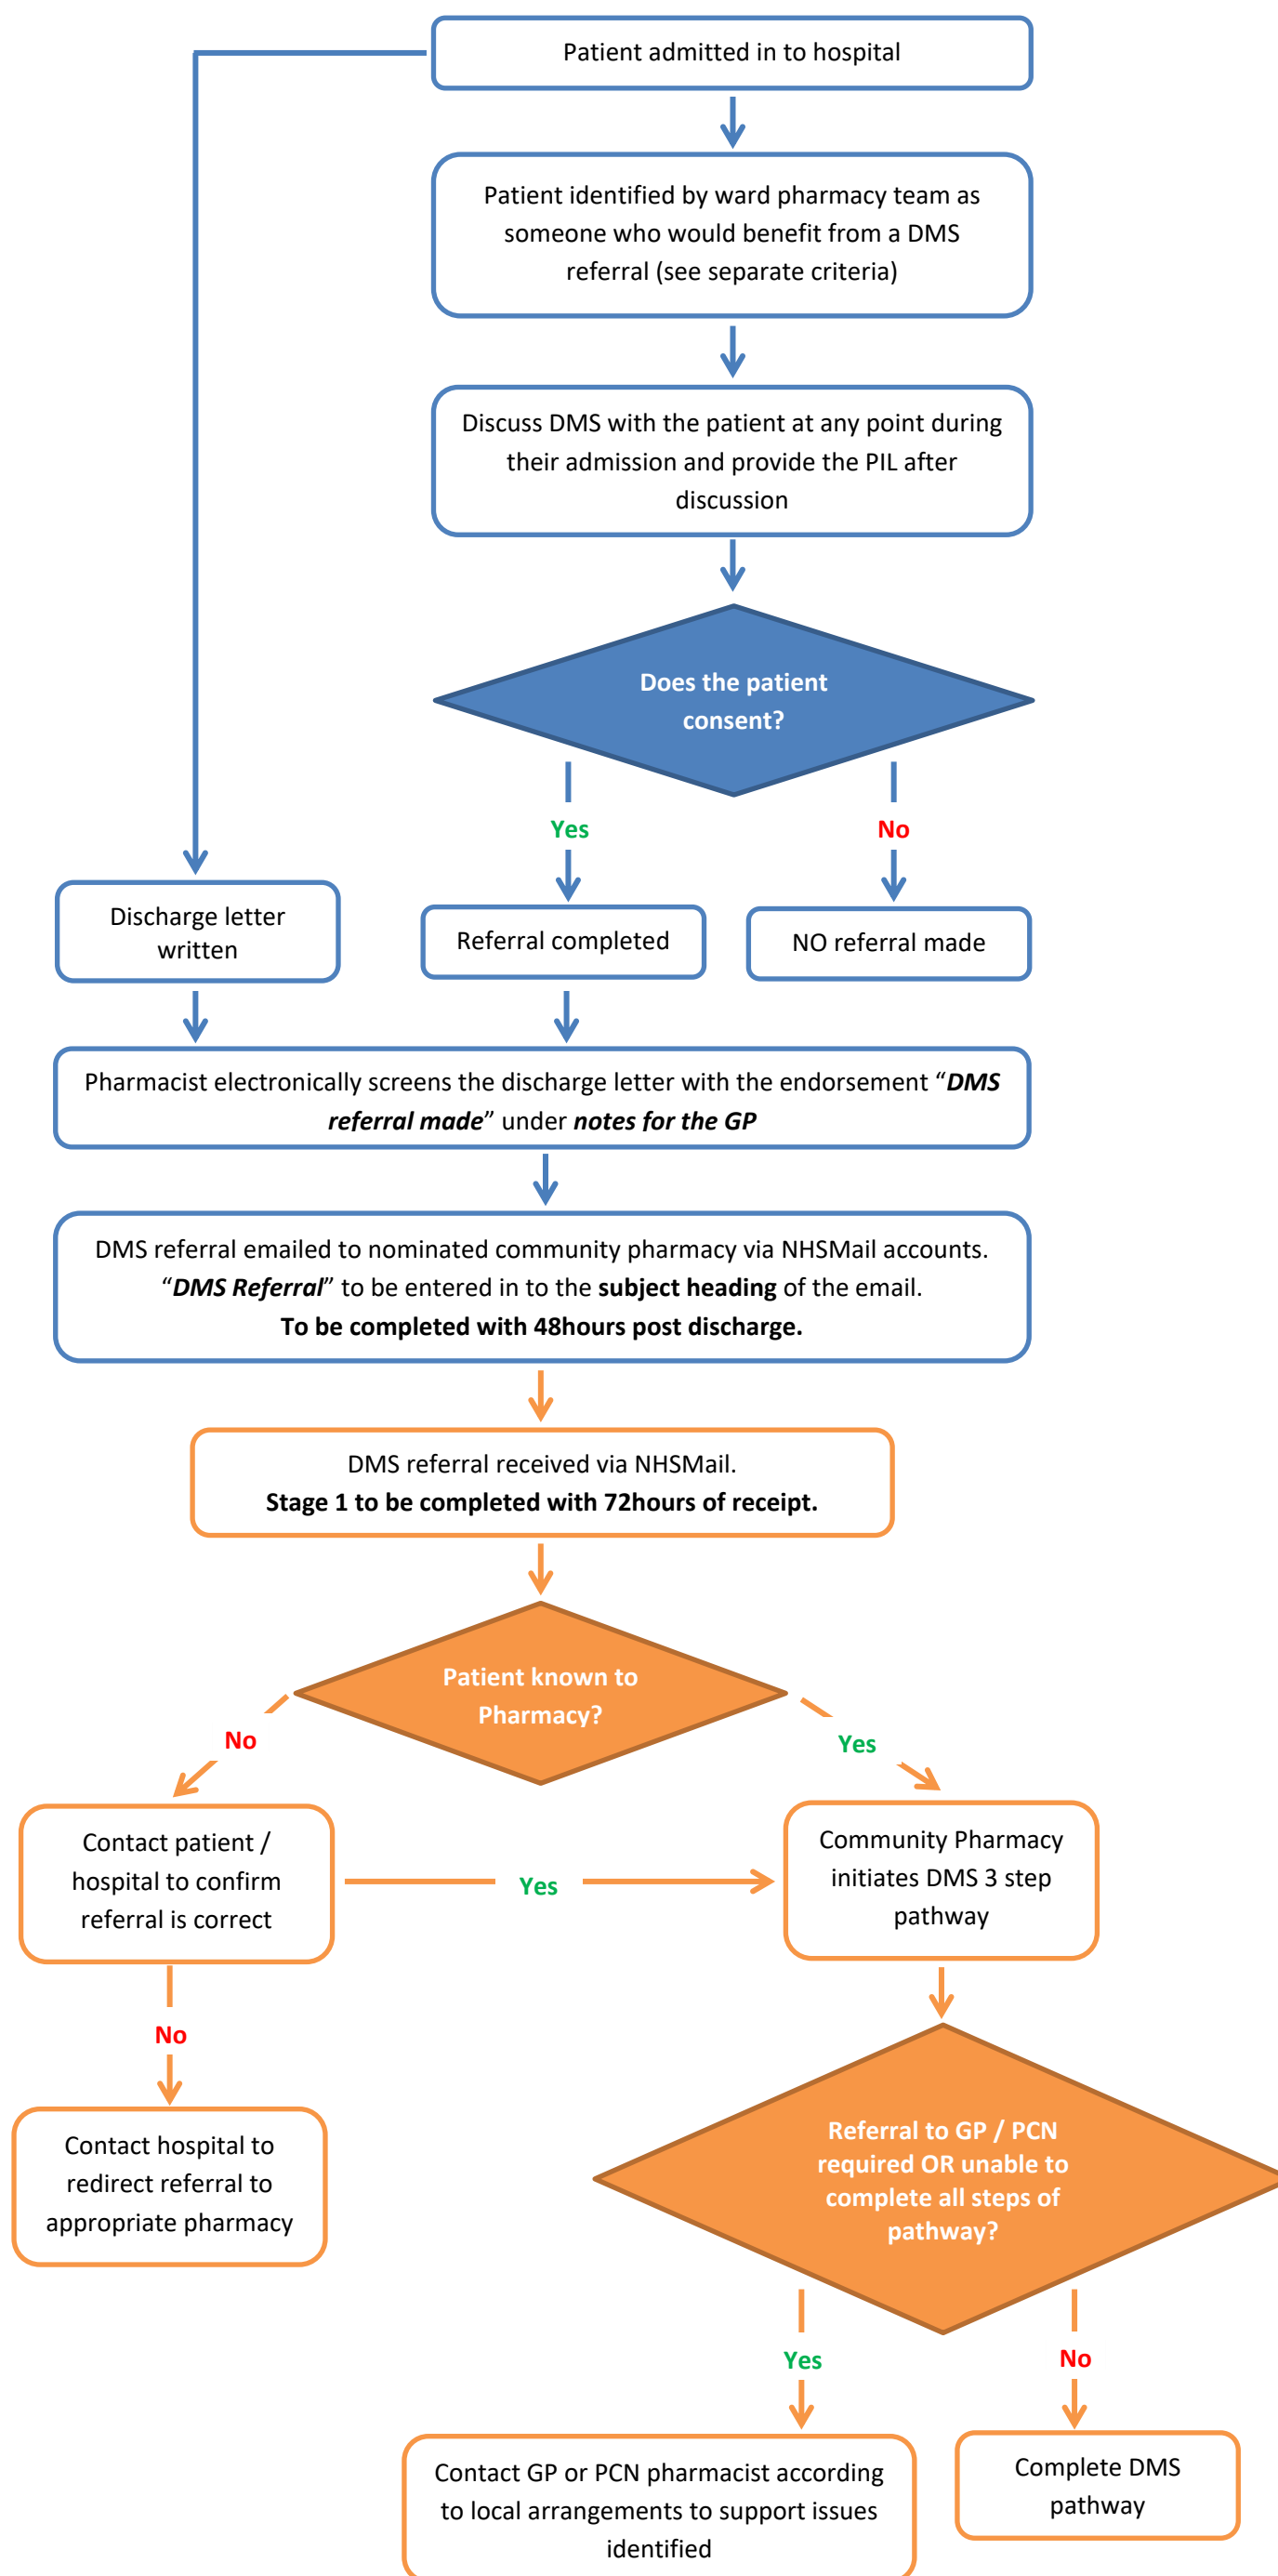 Patient admitted in to hospital
Patient identified by ward pharmacy team as
someone who would benefit from a DMS
referral (see separate criteria)
Discuss DMS with the patient at any point during
their admission and provide the PIL after
discussion
Does the patient
consent?
Yes
No
Discharge letter
written
Referral completed
NO referral made
Pharmacist electronically screens the discharge letter with the endorsement “DMS
referral made” under notes for the GP
DMS referral emailed to nominated community pharmacy via NHSMail accounts.
“DMS Referral” to be entered in to the subject heading of the email.
To be completed with 48hours post discharge.
DMS referral received via NHSMail.
Stage 1 to be completed with 72hours of receipt.
Patient known to
Pharmacy?
No
Yes
Contact patient /
hospital to confirm
referral is correct
Yes
Community Pharmacy
initiates DMS 3 step
pathway
No
Contact hospital to
redirect referral to
appropriate pharmacy
Referral to GP / PCN
required OR unable to
complete all steps of
pathway?
Yes
No
Contact GP or PCN pharmacist according
to local arrangements to support issues
identified
Complete DMS
pathway